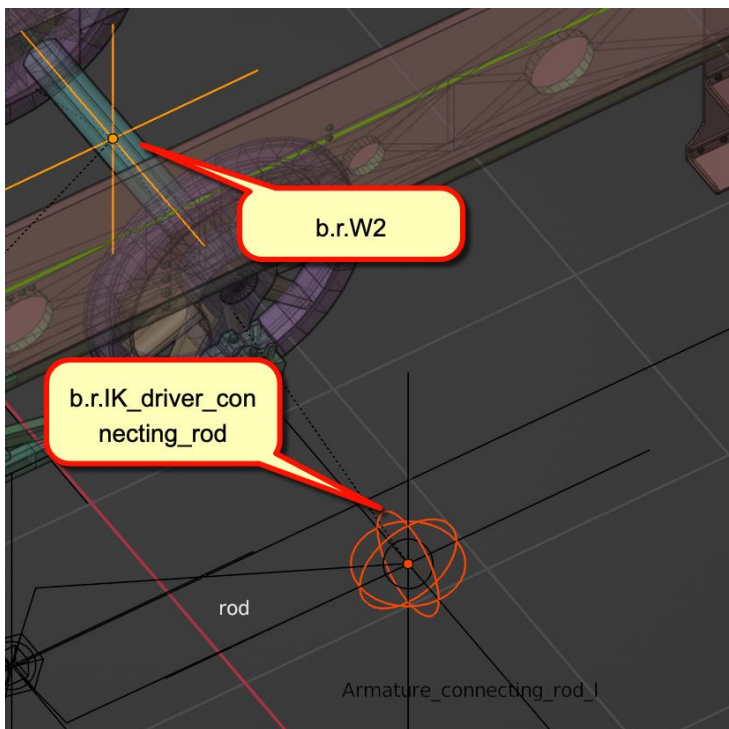 b.r.W2
b.r.IK_driver_con
necting_rod
rod
Armature_connecting_rod_l